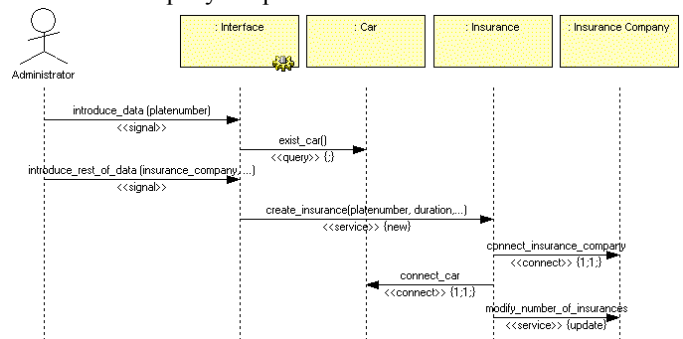 : Interface
: Car
: Insurance
: Insurance Company
Administrator
introduce_data (platenumber)
<<signal>>
exist_car()
<<query>> {;}
introduce_rest_of_data (insurance_company,...)
<<signal>>
create_insurance(platenumber, duration,...)
<<service>> {new}
connect_insurance_company
<<connect>> {1;1;}
connect_car
<<connect>> {1;1;}
modify_number_of_insurances
<<service>> {update}